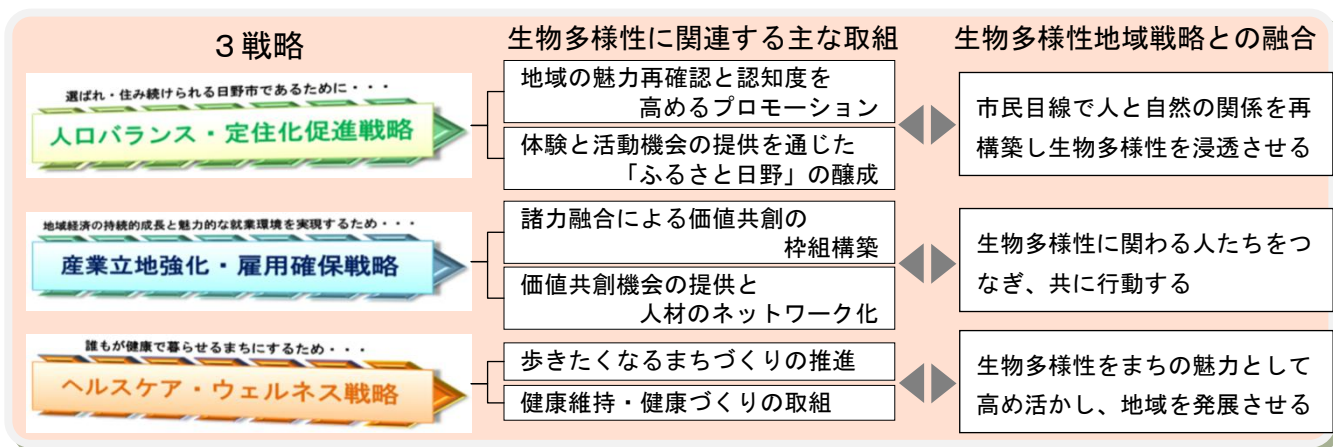 ３戦略
生物多様性に関連する主な取組
生物多様性地域戦略との融合
選ばれ・住み続けられる日野市であるために・・・
人口バランス・定住化促進戦略
地域の魅力再確認と認知度を
高めるプロモーション
体験と活動機会の提供を通じた
「ふるさと日野」の醸成
市民目線で人と自然の関係を再
構築し生物多様性を浸透させる
地域経済の持続的成長と魅力的な就業環境を実現するため・・・
産業立地強化・雇用確保戦略
諸力融合による価値共創の
枠組構築
価値共創機会の提供と
人材のネットワーク化
生物多様性に関わる人たちをつ
なぎ、共に行動する
誰もが健康で暮らせるまちにするため・・・
ヘルスケア・ウェルネス戦略
歩きたくなるまちづくりの推進
健康維持・健康づくりの取組
生物多様性をまちの魅力として
高め活かし、地域を発展させる